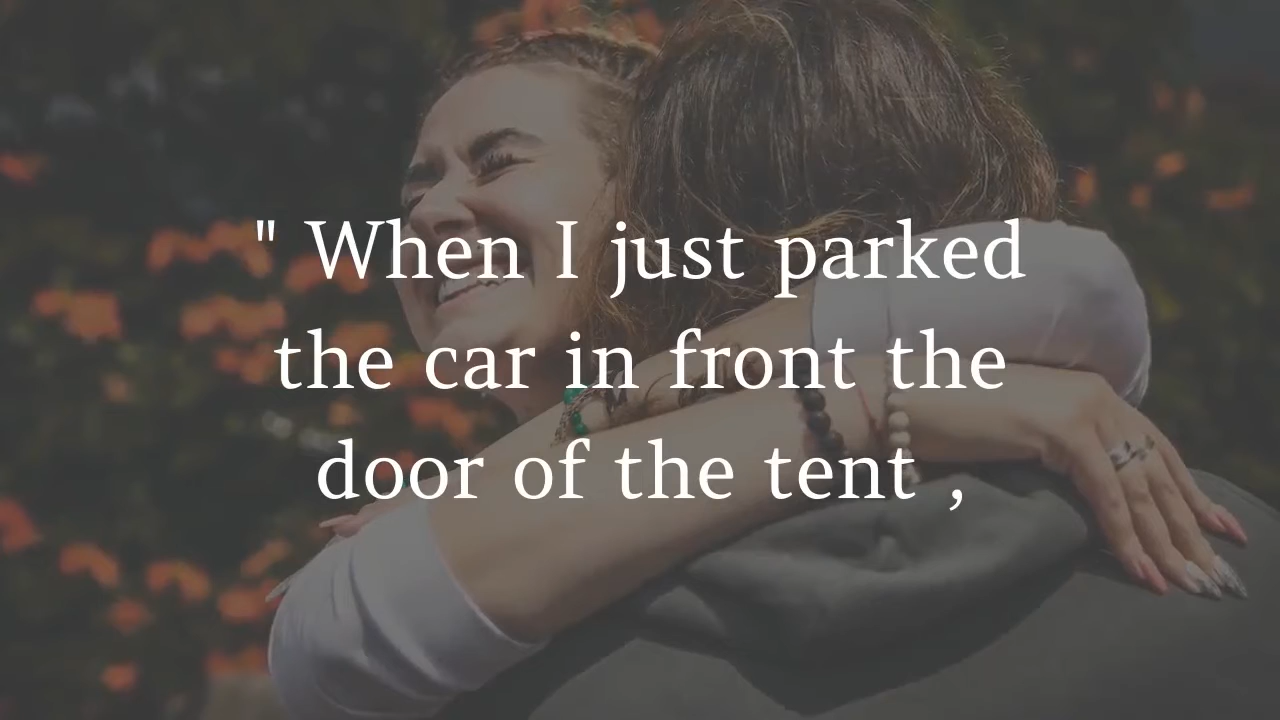 " When I just parked
the car in front the
door of the tent ,